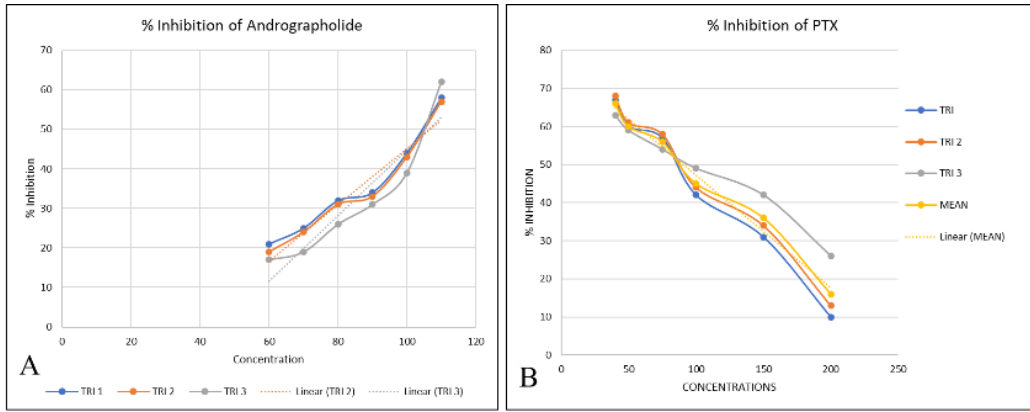 % Inhibition of Andrographolide
70
60
50
40
30
20
10
0
% Inhibition
0 20 40 60 80 100 120
Concentration
A
TRI 1 TRI 2 TRI 3 Linear (TRI 2) Linear (TRI 3)
% Inhibition of PTX
80
70
60
50
40
30
20
10
0
% INHIBITION
0 50 100 150 200 250
CONCENTRATIONS
B
TRI
TRI 2
TRI 3
MEAN
Linear (MEAN)